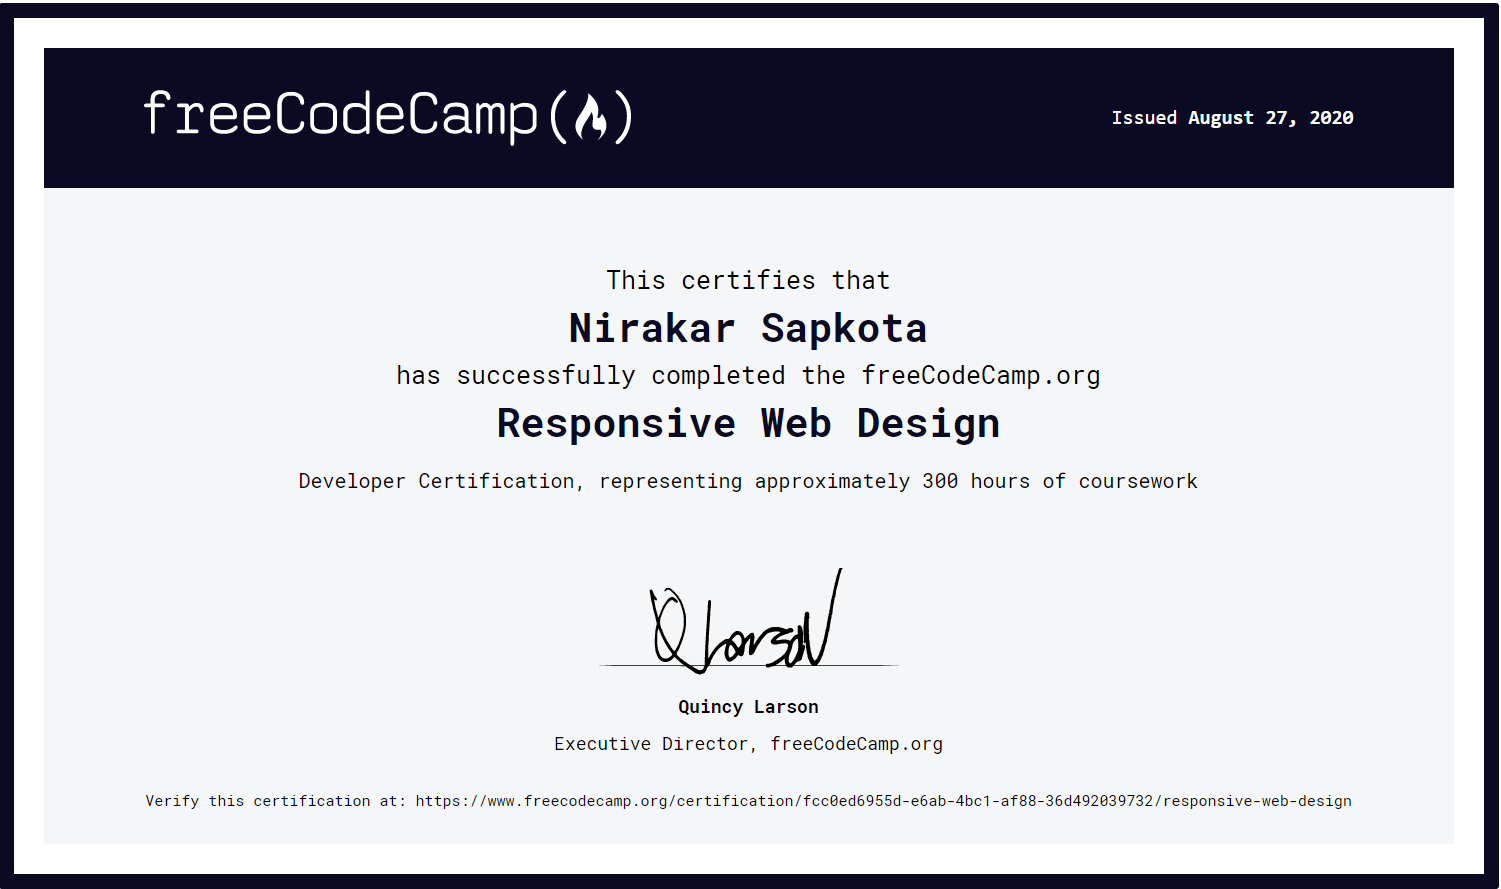 freeCodeCamp(🔥)
Issued August 27, 2020
This certifies that
Nirakar Sapkota
has successfully completed the freeCodeCamp.org
Responsive Web Design
Developer Certification, representing approximately 300 hours of coursework
QLarson
Quincy Larson
Executive Director, freeCodeCamp.org
Verify this certification at: https://www.freecodecamp.org/certification/fcc0ed6955d-e6ab-4bc1-af88-36d492039732/responsive-web-design